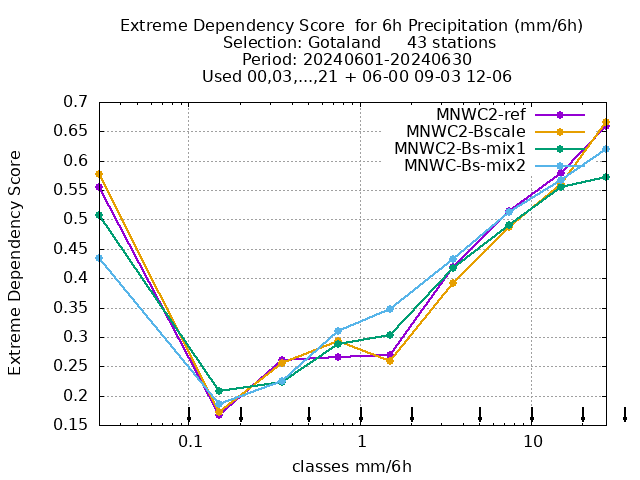 Extreme Dependency Score  for 6h Precipitation (mm/6h)
Selection: Gotaland     43 stations
Period: 20240601-20240630
Used 00,03,...,21 + 06-00 09-03 12-06
MNWC2-ref
MNWC2-Bscale
MNWC2-Bs-mix1
MNWC-Bs-mix2
Extreme Dependency Score
0.7
0.65
0.6
0.55
0.5
0.45
0.4
0.35
0.3
0.25
0.2
0.15
0.1
1
10
classes mm/6h